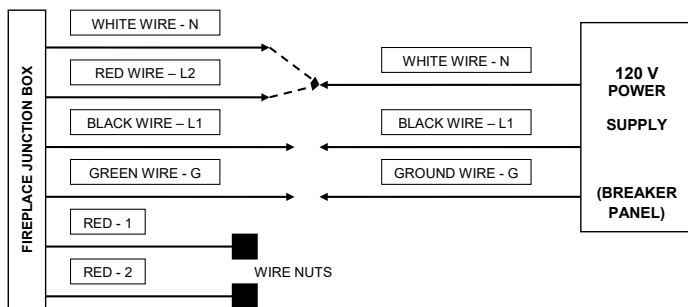 FIREPLACE JUNCTION BOX
WHITE WIRE - N
RED WIRE – L2
BLACK WIRE – L1
GREEN WIRE - G
RED - 1
RED - 2
WIRE NUTS
WHITE WIRE - N
BLACK WIRE – L1
GROUND WIRE - G
120 V
POWER
SUPPLY
(BREAKER
PANEL)